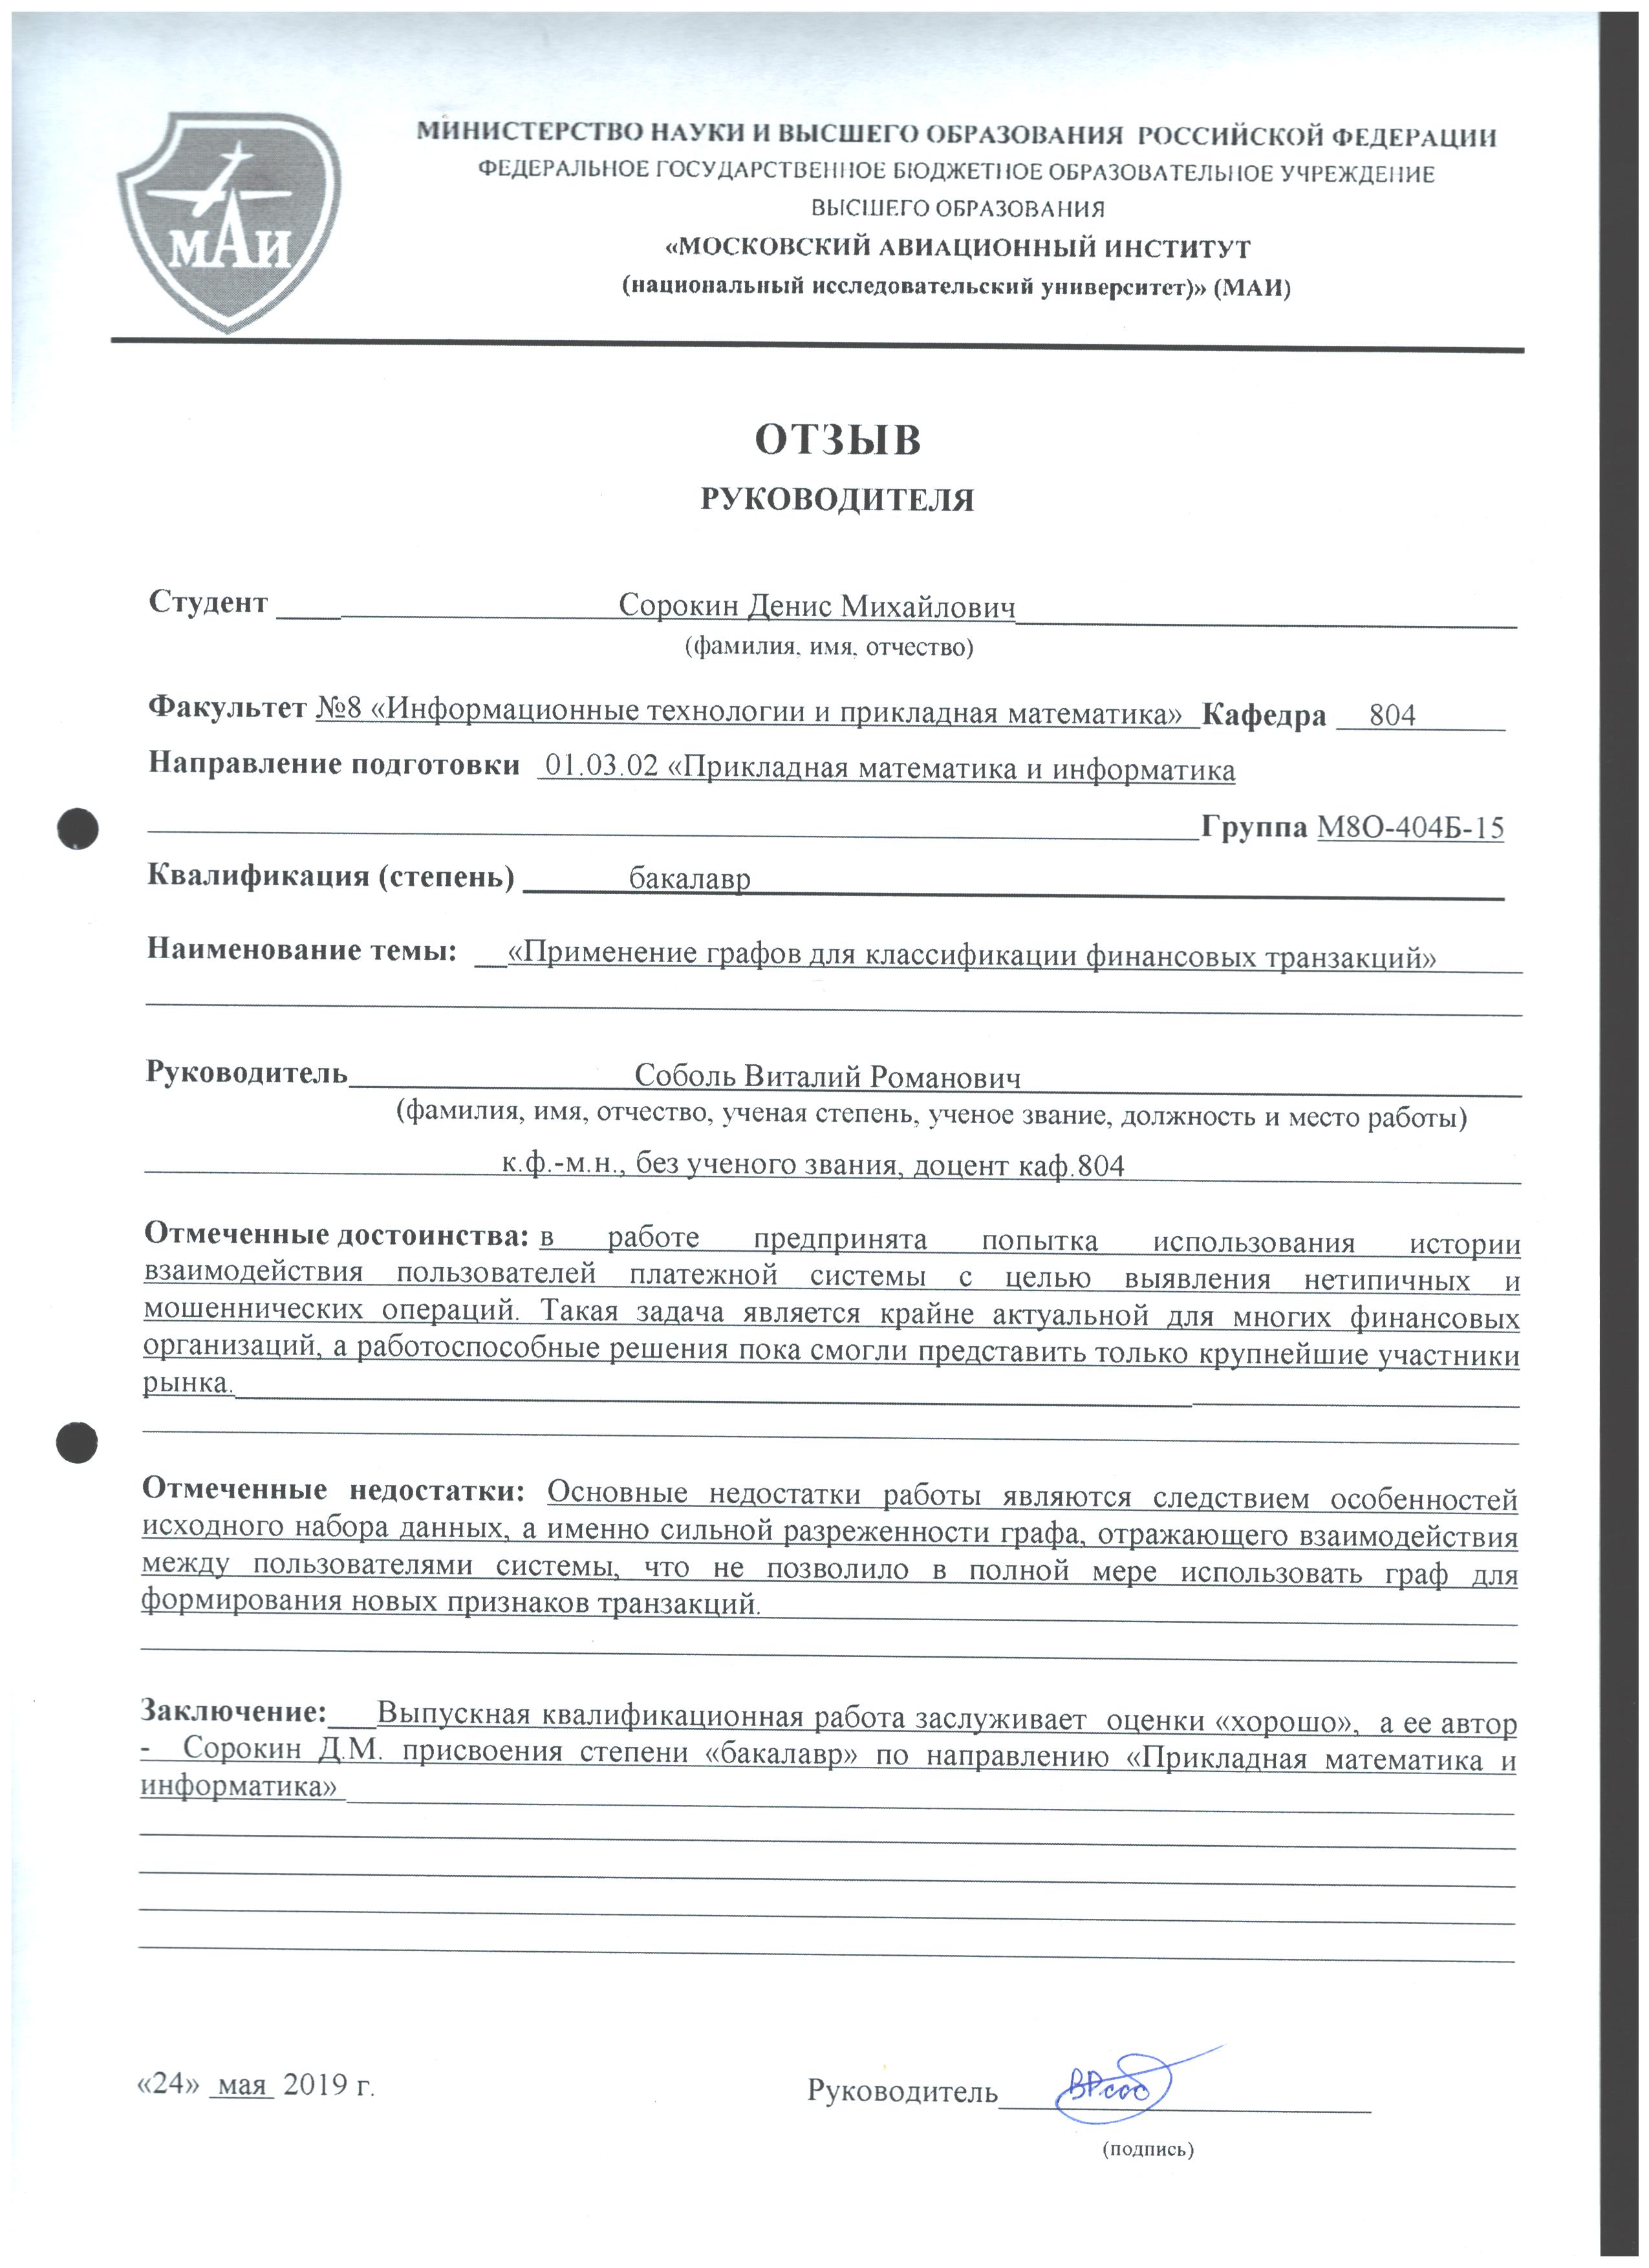 МАИ
МИНИСТЕРСТВО НАУКИ И ВЫСШЕГО ОБРАЗОВАНИЯ РОССИЙСКОЙ ФЕДЕРАЦИИ
ФЕДЕРАЛЬНОЕ ГОСУДАРСТВЕННОЕ БЮДЖЕТНОЕ ОБРАЗОВАТЕЛЬНОЕ УЧРЕЖДЕНИЕ
ВЫСШЕГО ОБРАЗОВАНИЯ
«МОСКОВСКИЙ АВИАЦИОННЫЙ ИНСТИТУТ
(национальный исследовательский университет)» (МАИ)
ОТЗЫВ
РУКОВОДИТЕЛЯ
Студент Сорокин Денис Михайлович
(фамилия, имя, отчество)
Факультет №8 «Информационные технологии и прикладная математика» Кафедра 804
Направление подготовки 01.03.02 «Прикладная математика и информатика
Группа М8О-404Б-15
Квалификация (степень) бакалавр
Наименование темы: «Применение графов для классификации финансовых транзакций»
Руководитель Соболь Виталий Романович
(фамилия, имя, отчество, ученая степень, ученое звание, должность и место работы)
к.ф.-м.н., без ученого звания, доцент каф.804
Отмеченные достоинства: в работе предпринята попытка использования истории
взаимодействия пользователей платежной системы с целью выявления нетипичных и
мошеннических операций. Такая задача является крайне актуальной для многих финансовых
организаций, а работоспособные решения пока смогли представить только крупнейшие участники
рынка.
Отмеченные недостатки: Основные недостатки работы являются следствием особенностей
исходного набора данных, а именно сильной разреженности графа, отражающего взаимодействия
между пользователями системы, что не позволило в полной мере использовать граф для
формирования новых признаков транзакций.
Заключение: Выпускная квалификационная работа заслуживает оценки «хорошо», а ее автор
- Сорокин Д.М. присвоения степени «бакалавр» по направлению «Прикладная математика и
информатика»
«24» мая 2019 г.
Руководитель
(подпись)